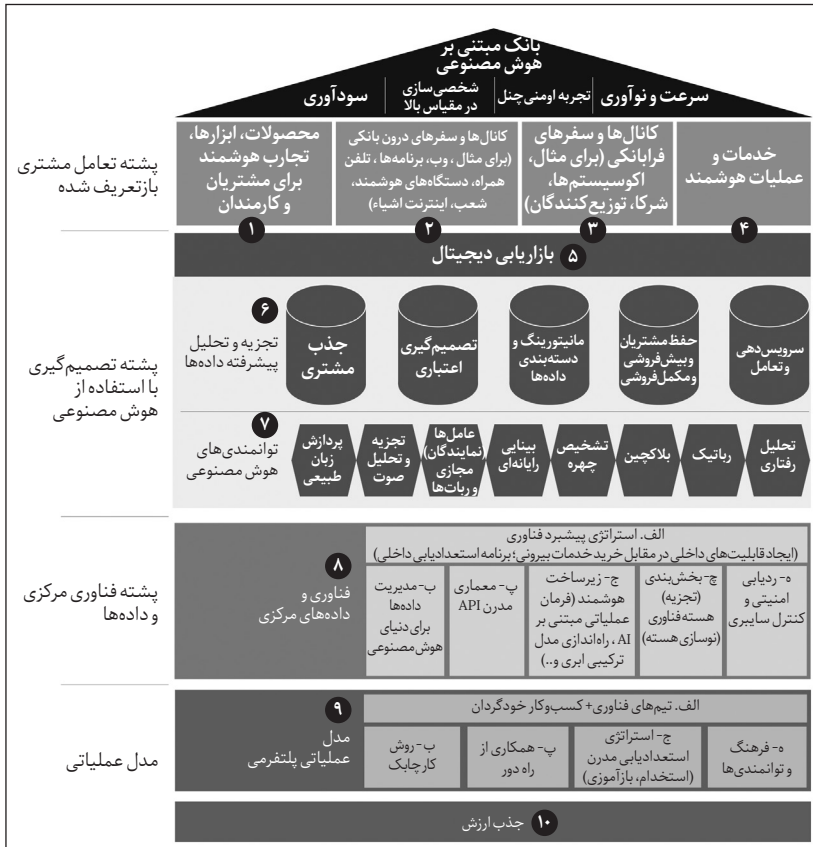 بانک مبتنی بر
هوش مصنوعی
سرعت و نوآوری
تجربه اومنی‌چنل
شخصی‌سازی
در مقیاس بالا
سودآوری
پشته تعامل مشتری
بازتعریف شده
خدمات و
عملیات هوشمند
۴
کانال‌ها و سفرهای
فرابانکی (برای مثال،
اکوسیستم‌ها،
شرکا، توزیع‌کنندگان)
۳
کانال‌ها و سفرهای درون بانکی
(برای مثال، وب، برنامه‌ها، تلفن
همراه، دستگاه‌های هوشمند،
شعب، اینترنت اشیاء)
۲
محصولات، ابزارها،
تجارب هوشمند
برای مشتریان
و کارمندان
۱
۵ بازاریابی دیجیتال
پشته تصمیم‌گیری
با استفاده از
هوش مصنوعی
۶
تجزیه و تحلیل
پیشرفته داده‌ها
جذب
مشتری
تصمیم‌گیری
اعتباری
مانیتورینگ و
دسته‌بندی
داده‌ها
حفظ مشتریان
و بیش‌فروشی
و مکمل‌فروشی
سرویس‌دهی
و تعامل
۷
توانمندی‌های
هوش مصنوعی
پردازش
زبان
طبیعی
تجزیه
و تحلیل
صوت
عامل‌ها
(نمایندگان)
مجازی
و ربات‌ها
بینایی
رایانه‌ای
تشخیص
چهره
بلاکچین
رباتیک
تحلیل
رفتاری
پشته فناوری مرکزی
و داده‌ها
۸
فناوری و
داده‌های مرکزی
الف. استراتژی پیشبرد فناوری
(ایجاد قابلیت‌های داخلی در مقابل خرید خدمات بیرونی؛ برنامه استعدادیابی داخلی)
ب- مدیریت
داده‌ها
برای دنیای
هوش مصنوعی
پ- معماری
مدرن API
ج- زیرساخت
هوشمند (فرمان
عملیاتی مبتنی بر
AI، راه‌اندازی مدل
ترکیبی ابری و..)
چ- بخش‌بندی
(تجزیه)
هسته فناوری
(نوسازی هسته)
ه- ردیابی
امنیتی و
کنترل سایبری
مدل عملیاتی
۹
مدل
عملیاتی پلتفرمی
الف. تیم‌های فناوری+ کسب‌وکار خودگردان
ب- روش
کار چابک
پ- همکاری از
راه دور
ج- استراتژی
استعدادیابی مدرن
(استخدام، بازآموزی)
ه- فرهنگ
و توانمندی‌ها
۱۰ جذب ارزش